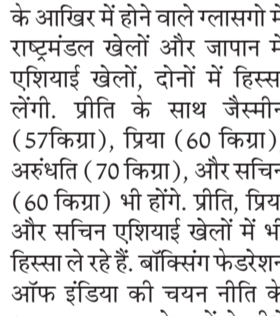 के आखिर में होने वाले ग्लासगो में
राष्ट्रमंडल खेलों और जापान में
एशियाई खेलों, दोनों में हिस्स
लेंगी. प्रीति के साथ जैस्मीन
(57किग्रा), प्रिया (60 किग्रा)
अरुंधति (70 किग्रा), और सचिन
(60 किग्रा) भी होंगे. प्रीति, प्रिय
और सचिन एशियाई खेलों में भी
हिस्सा ले रहे हैं. बॉक्सिंग फेडरेशन
ऑफ इंडिया की चयन नीति के